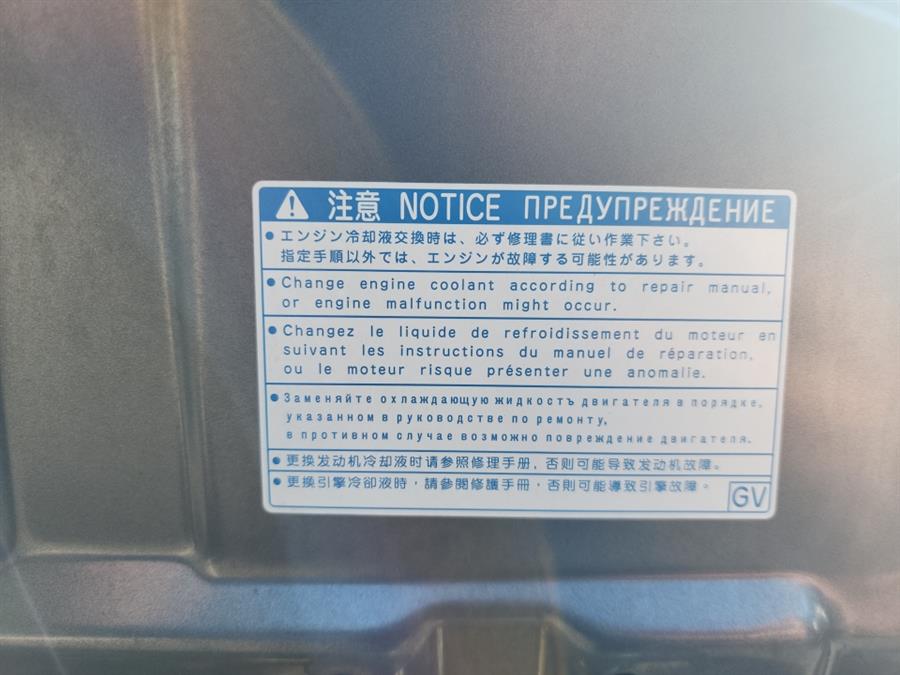 注意 NOTICE ПРЕДУПРЕЖДЕНИЕ
● エンジン冷却液交換時は、必ず修理書に従い作業下さい。
指定手順以外では、エンジンが故障する可能性があります。
● Change engine coolant according to repair manual,
or engine malfunction might occur.
● Changez le liquide de refroidissement du moteur en
suivant les instructions du manuel de réparation,
ou le moteur risque présenter une anomalie.
● Заменяйте охлаждающую жидкость двигателя в порядке,
указанном в руководстве по ремонту,
в противном случае возможно повреждение двигателя.
● 更换发动机冷却液时请参照修理手册, 否则可能导致发动机故障。
● 更換引擎冷卻液時，請參閱修護手冊，否則可能導致引擎故障。
GV